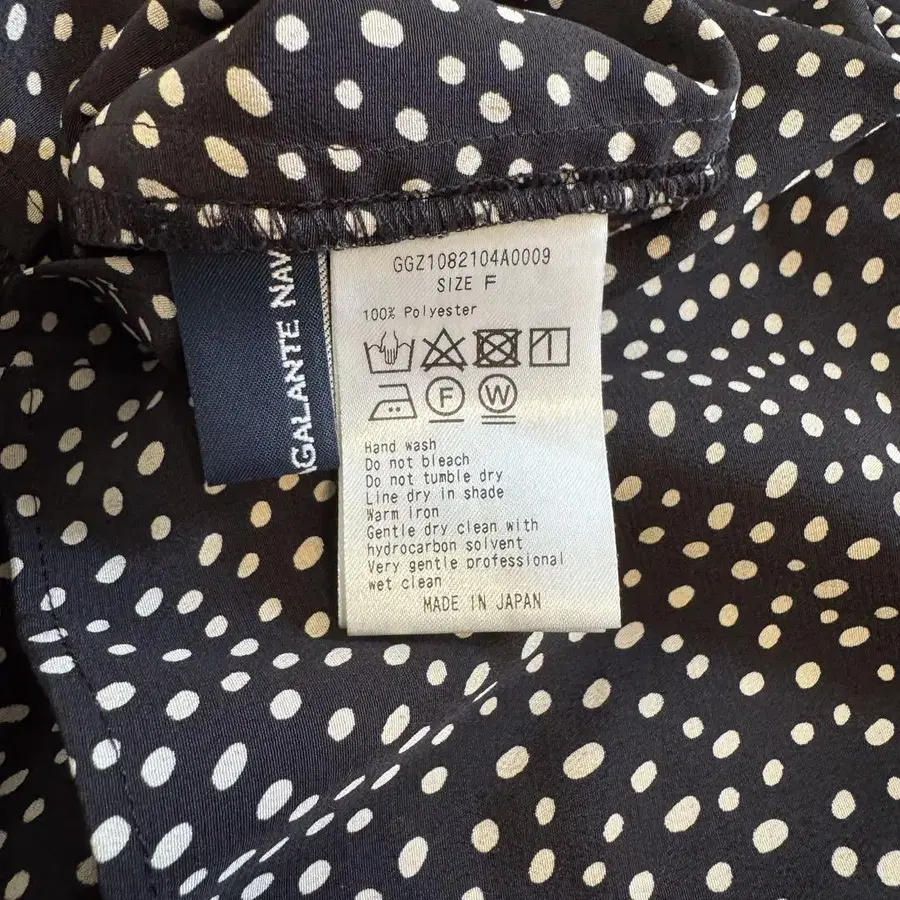 GGZ1082104A0009
SIZE F
100% Polyester
F W
Hand wash
Do not bleach
Do not tumble dry
Line dry in shade
Warm iron
Gentle dry clean with
hydrocarbon solvent
Very gentle professional
wet clean
MADE IN JAPAN
GALANTE